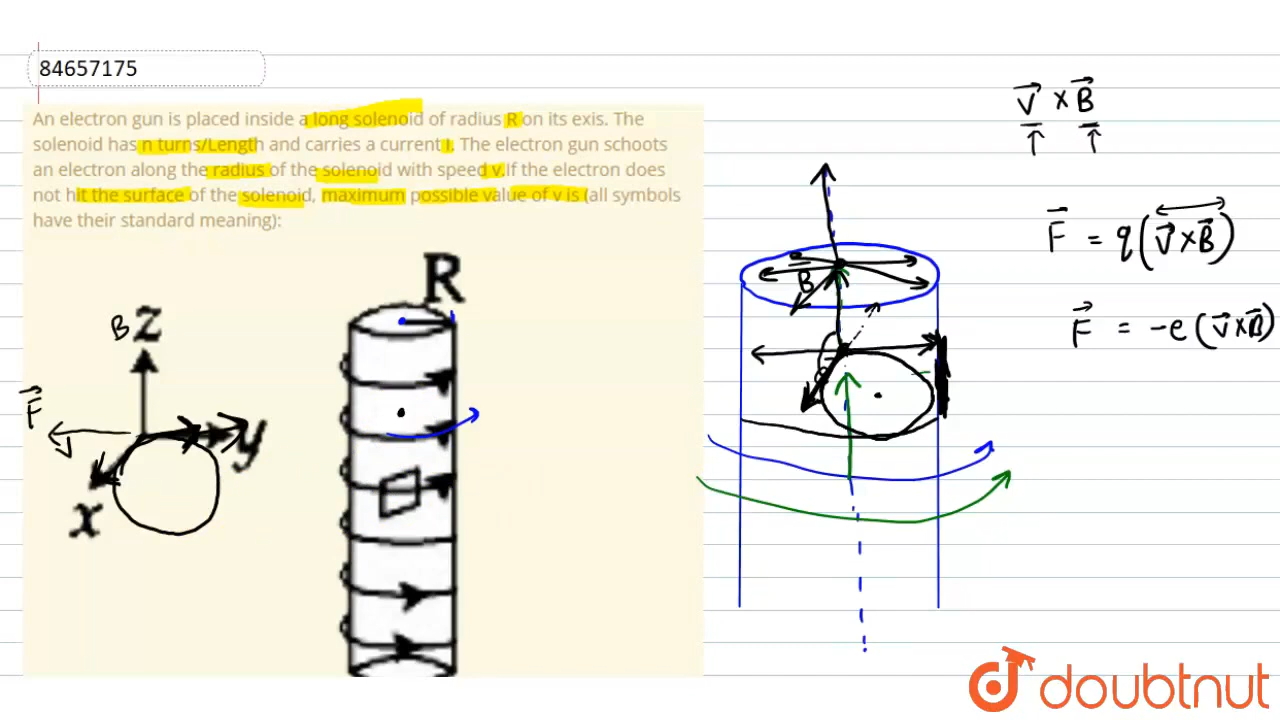 84657175
An electron gun is placed inside a long solenoid of radius R on its exis. The
solenoid has n turns/Length and carries a current I. The electron gun schoots
an electron along the radius of the solenoid with speed v.If the electron does
not hit the surface of the solenoid, maximum possible value of v is (all symbols
have their standard meaning):
R
B z
F
y
x
B
V × B
F = q(V×B)
F = -e(V×B)
doubtnut